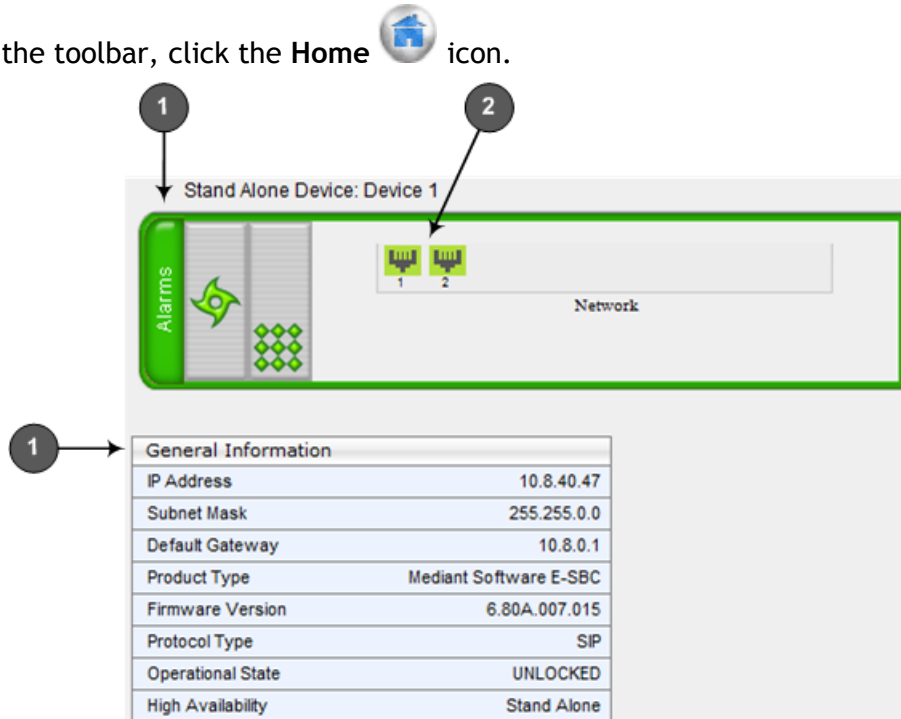 the toolbar, click the Home icon.
1 2
Stand Alone Device: Device 1
Alarms
1 2
Network
1
General Information
IP Address 10.8.40.47
Subnet Mask 255.255.0.0
Default Gateway 10.8.0.1
Product Type Mediant Software E-SBC
Firmware Version 6.80A.007.015
Protocol Type SIP
Operational State UNLOCKED
High Availability Stand Alone